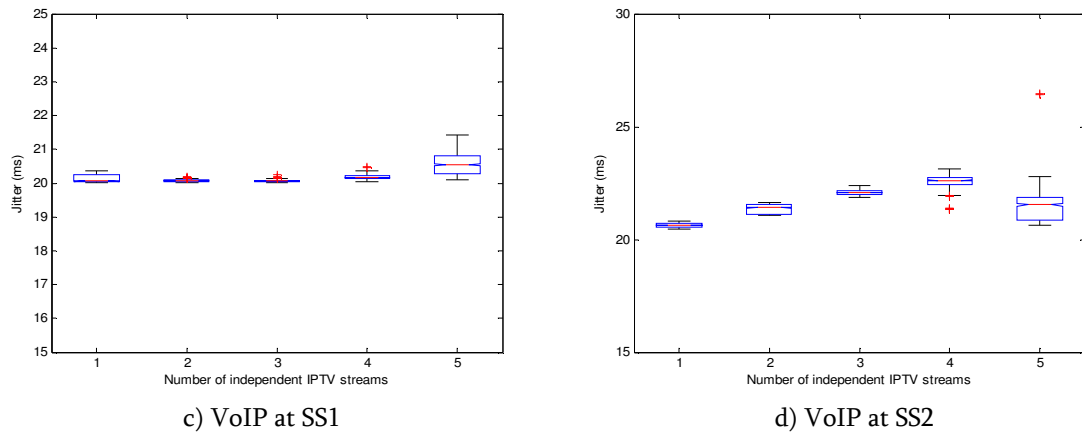 25
24
23
22
21
20
19
18
17
16
15
Jitter (ms)
1 2 3 4 5
Number of independent IPTV streams
c) VoIP at SS1
30
25
20
15
Jitter (ms)
1 2 3 4 5
Number of independent IPTV streams
d) VoIP at SS2